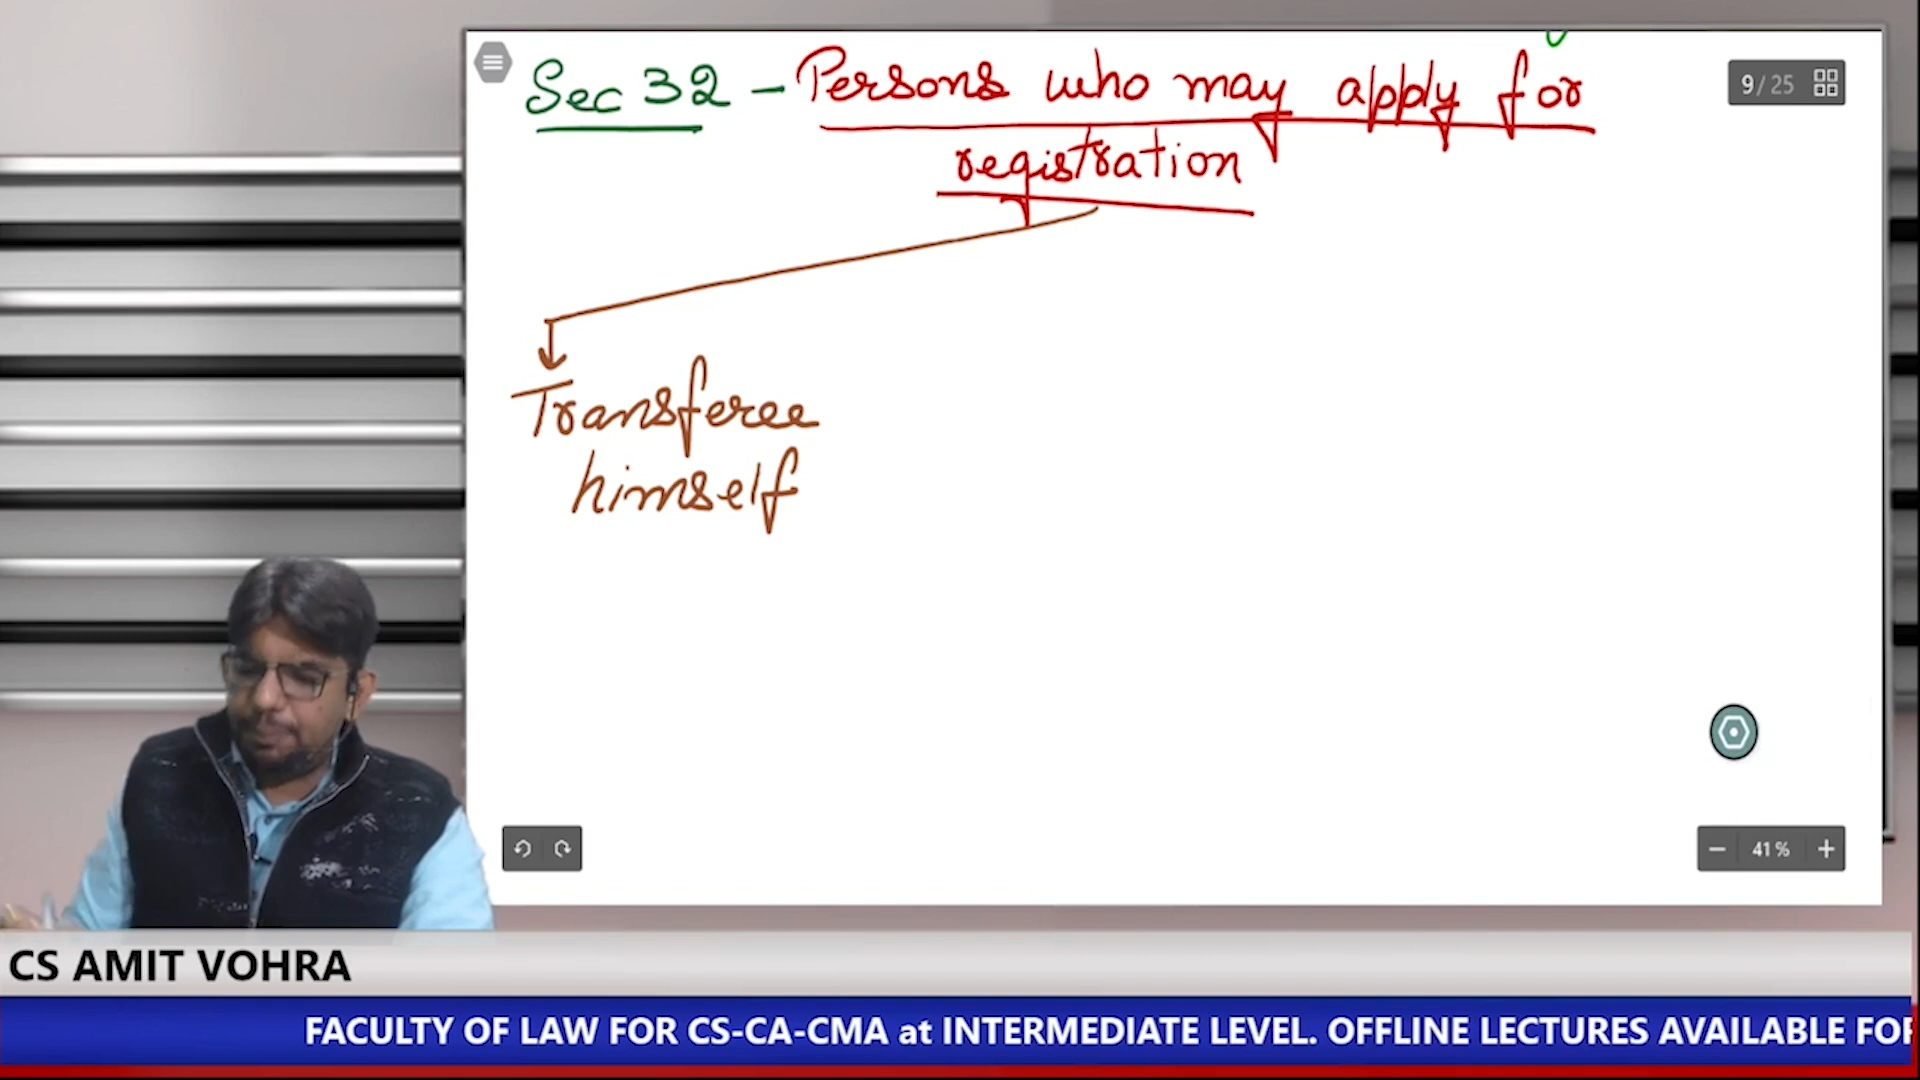 Sec 32 - Persons who may apply for
registration
9 / 25
Transferee
himself
41 %
CS AMIT VOHRA
FACULTY OF LAW FOR CS-CA-CMA at INTERMEDIATE LEVEL. OFFLINE LECTURES AVAILABLE FOR